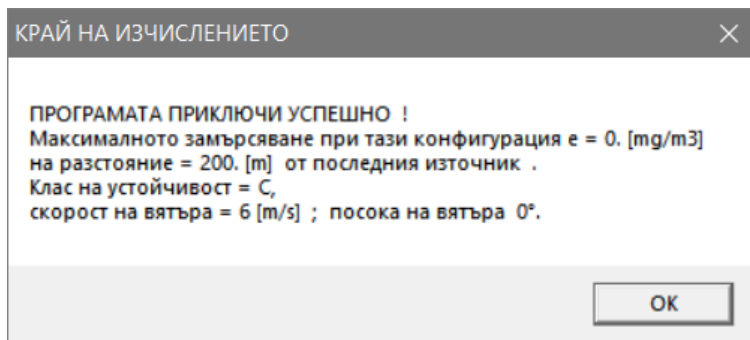 КРАЙ НА ИЗЧИСЛЕНИЕТО
ПРОГРАМАТА ПРИКЛЮЧИ УСПЕШНО !
Максималното замърсяване при тази конфигурация е = 0. [mg/m3]
на разстояние = 200. [m] от последния източник .
Клас на устойчивост = C,
скорост на вятъра = 6 [m/s] ; посока на вятъра 0°.
OK